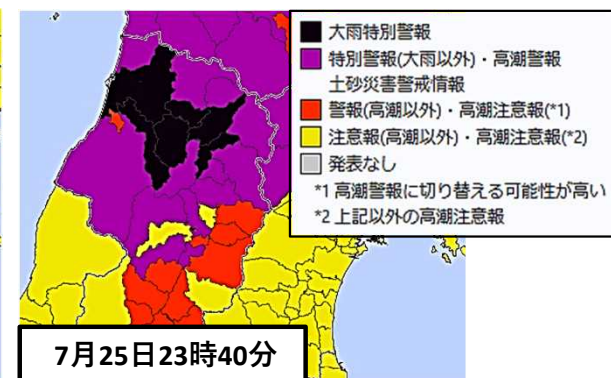 大雨特別警報
特別警報(大雨以外)・高潮警報
土砂災害警戒情報
警報(高潮以外)・高潮注意報(*1)
注意報(高潮以外)・高潮注意報(*2)
発表なし
*1 高潮警報に切り替える可能性が高い
*2 上記以外の高潮注意報
7月25日23時40分